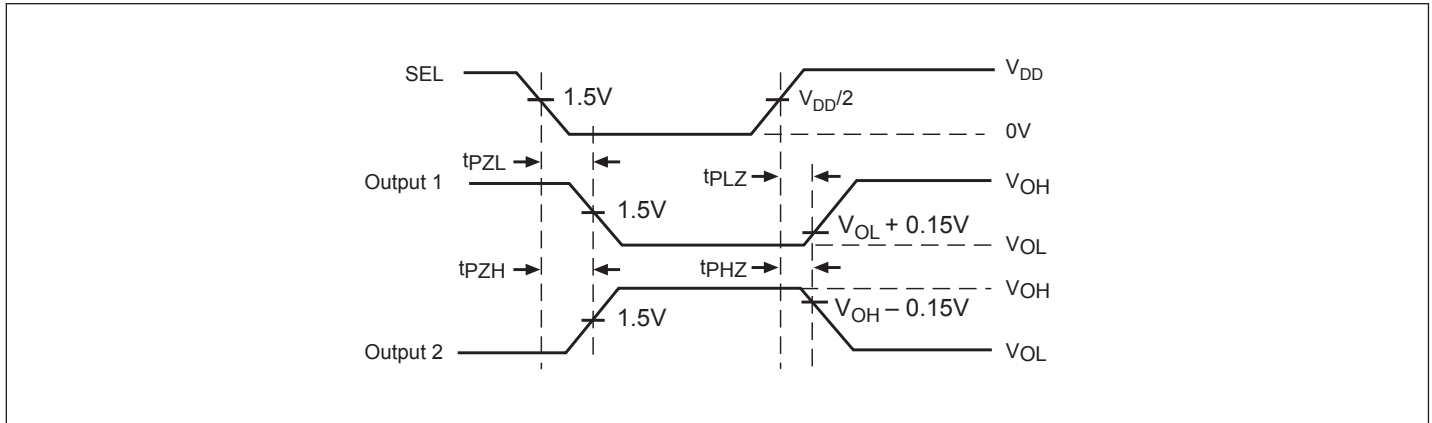 SEL
1.5V
VDD/2
VDD
0V
tPZL
tPLZ
Output 1
1.5V
VOH
VOL + 0.15V
VOL
tPZH
tPHZ
VOH
VOH – 0.15V
1.5V
Output 2
VOL